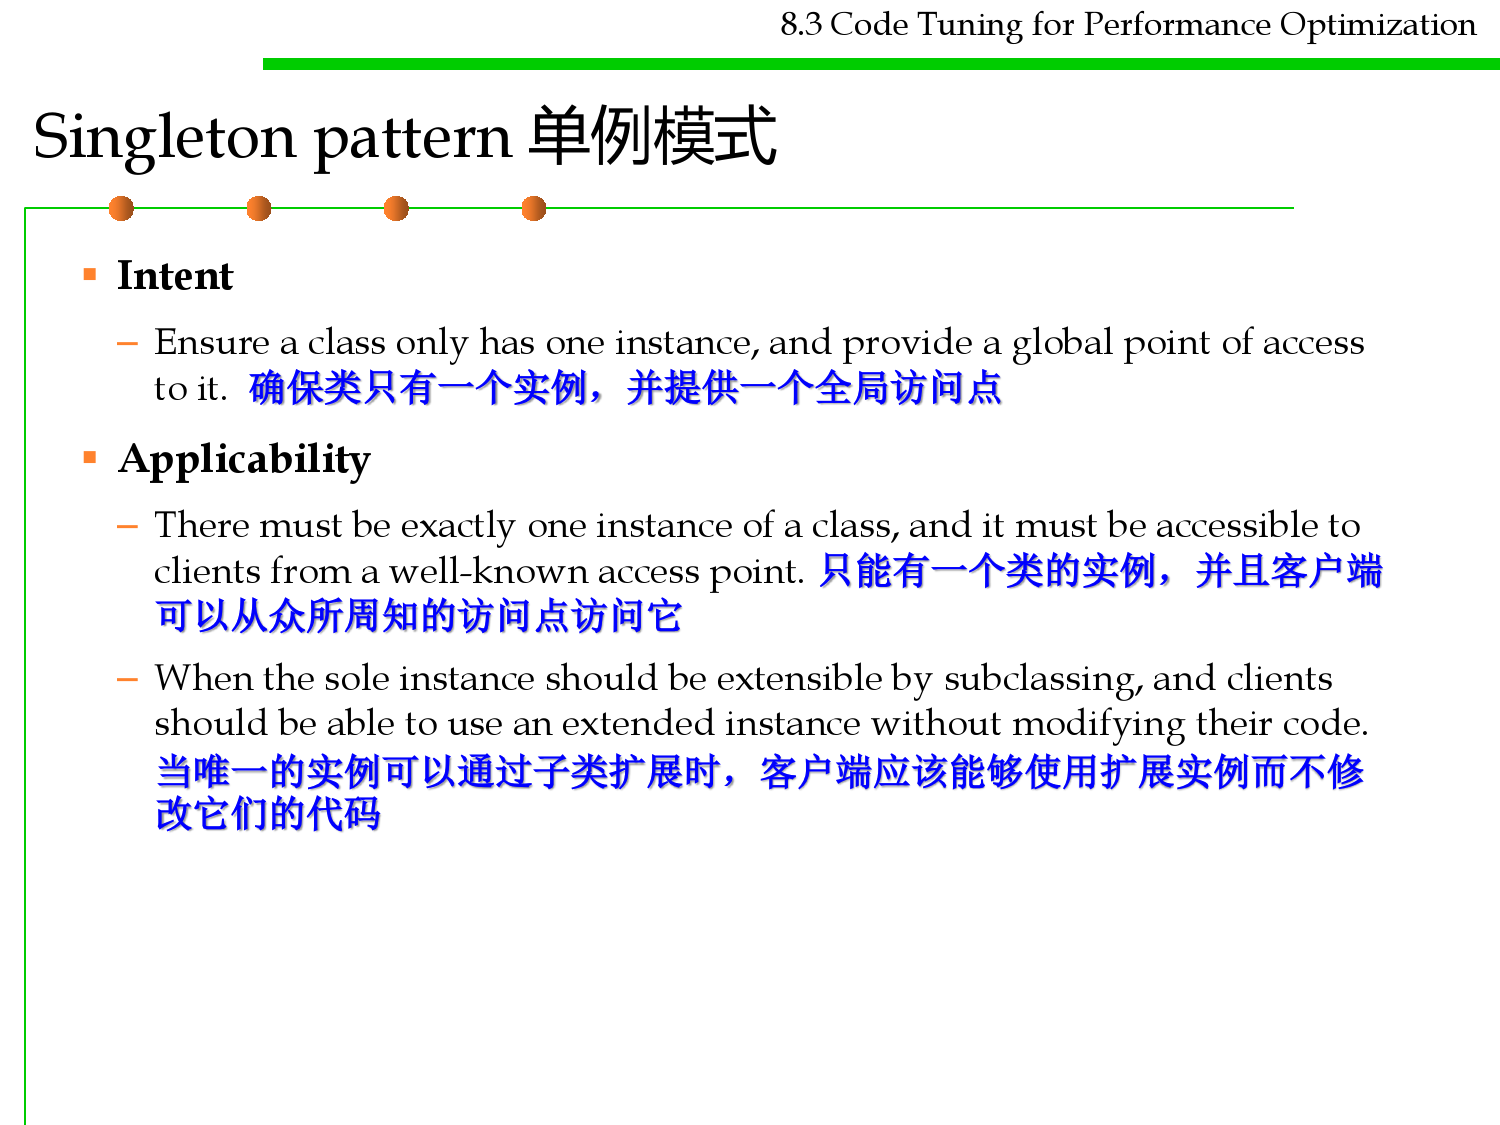 8.3 Code Tuning for Performance Optimization
Singleton pattern 单例模式
▪ Intent
– Ensure a class only has one instance, and provide a global point of access
to it. 确保类只有一个实例，并提供一个全局访问点
▪ Applicability
– There must be exactly one instance of a class, and it must be accessible to
clients from a well-known access point. 只能有一个类的实例，并且客户端
可以从众所周知的访问点访问它
– When the sole instance should be extensible by subclassing, and clients
should be able to use an extended instance without modifying their code.
当唯一的实例可以通过子类扩展时，客户端应该能够使用扩展实例而不修
改它们的代码